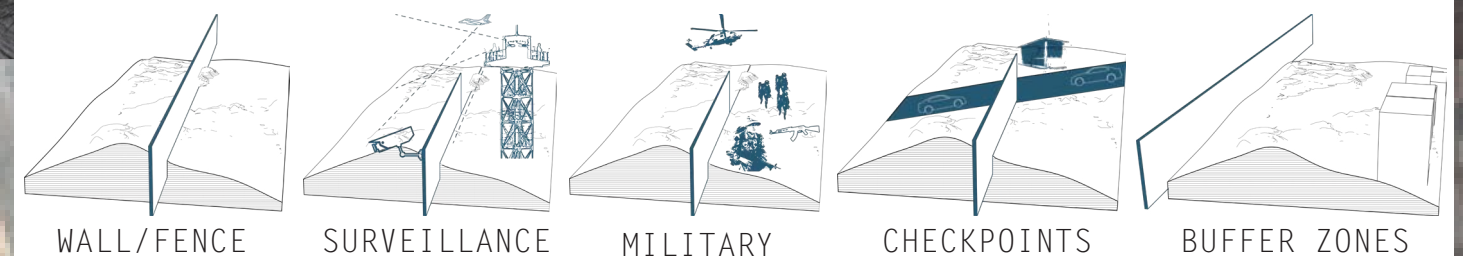 WALL/FENCE
SURVEILLANCE
MILITARY
CHECKPOINTS
BUFFER ZONES